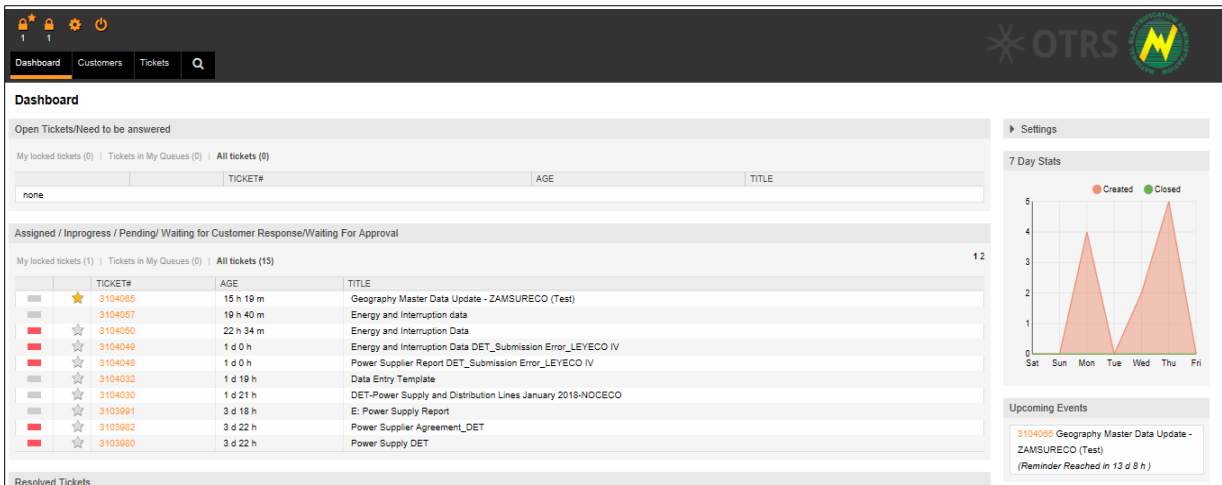 1 1
OTRS
NATIONAL ELECTRIFICATION ADMINISTRATION
Dashboard Customers Tickets
Dashboard
Open Tickets/Need to be answered
My locked tickets (0) | Tickets in My Queues (0) | All tickets (0)
TICKET# AGE TITLE
none
Assigned / Inprogress / Pending/ Waiting for Customer Response/Waiting For Approval
My locked tickets (1) | Tickets in My Queues (0) | All tickets (15) 1 2
TICKET# AGE TITLE
3104065 15 h 19 m Geography Master Data Update - ZAMSURECO (Test)
3104057 19 h 40 m Energy and Interruption data
3104050 22 h 34 m Energy and Interruption Data
3104049 1 d 0 h Energy and Interruption Data DET_Submission Error_LEYECO IV
3104048 1 d 0 h Power Supplier Report DET_Submission Error_LEYECO IV
3104032 1 d 19 h Data Entry Template
3104030 1 d 21 h DET-Power Supply and Distribution Lines January 2018-NOCECO
3103991 3 d 18 h E: Power Supply Report
3103982 3 d 22 h Power Supplier Agreement_DET
3103980 3 d 22 h Power Supply DET
Resolved Tickets
Settings
7 Day Stats
Created Closed
5
4
3
2
1
0
Sat Sun Mon Tue Wed Thu Fri
Upcoming Events
3104065 Geography Master Data Update -
ZAMSURECO (Test)
(Reminder Reached in 13 d 8 h )